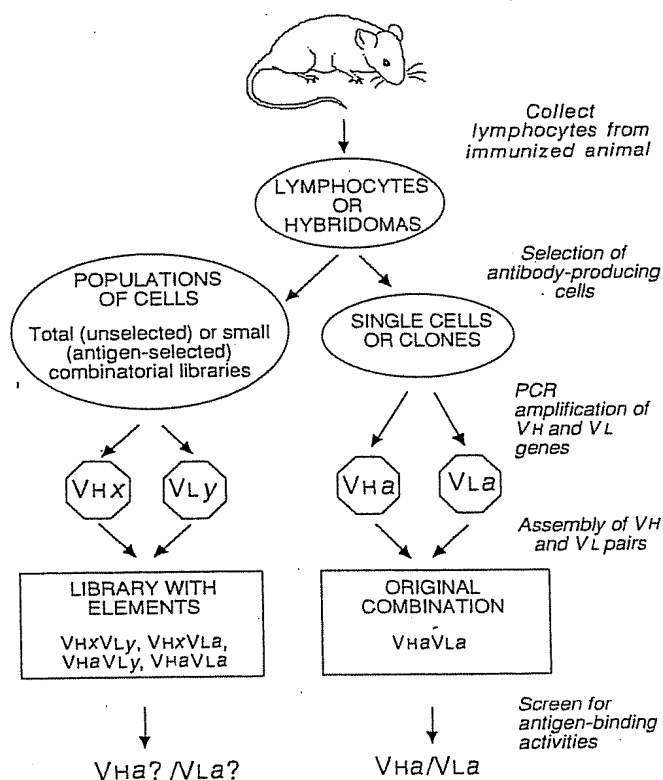 Collect
lymphocytes from
immunized animal
LYMPHOCYTES
OR
HYBRIDOMAS
Selection of
antibody-producing
cells
POPULATIONS
OF CELLS
Total (unselected) or small
(antigen-selected)
combinatorial libraries
SINGLE CELLS
OR CLONES
PCR
amplification of
VH and VL
genes
VHx
VLy
VHa
VLa
Assembly of VH
and VL pairs
LIBRARY WITH
ELEMENTS
VHxVLy, VHxVLa,
VHaVLy, VHaVLa
ORIGINAL
COMBINATION
VHaVLa
Screen for
antigen-binding
activities
VHa? /VLa?
VHa/VLa